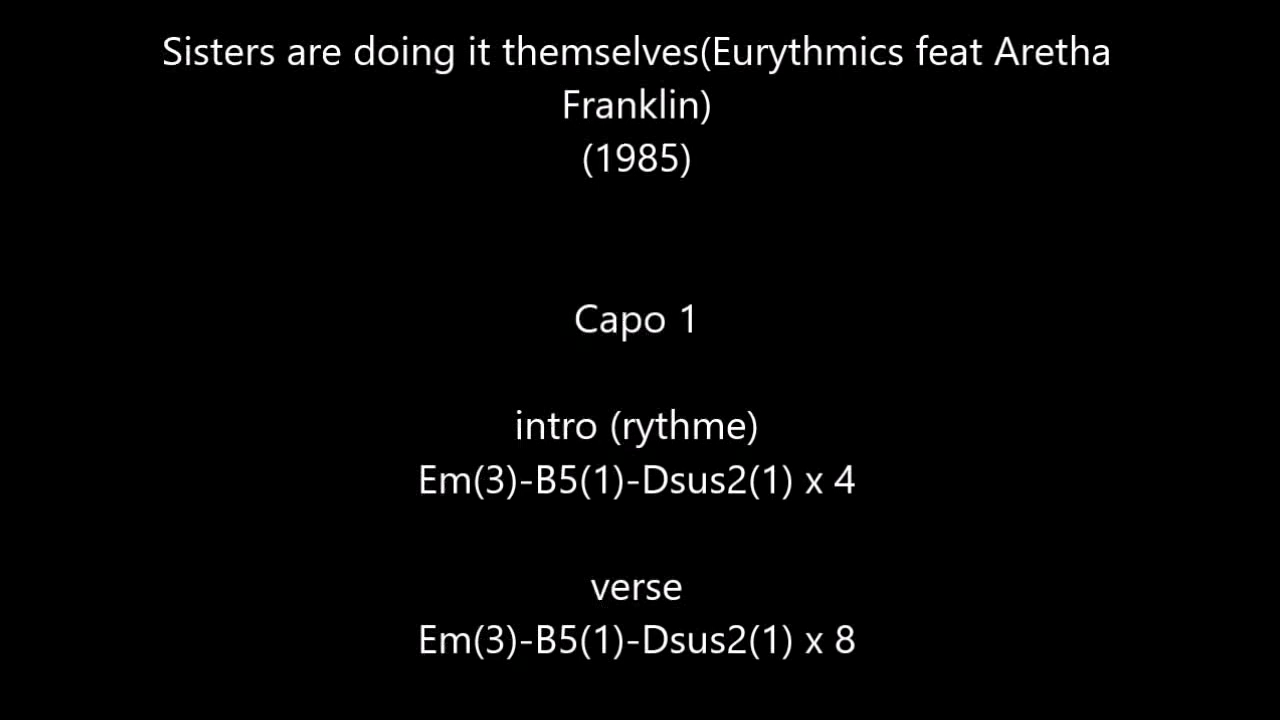 Sisters are doing it themselves(Eurythmics feat Aretha
Franklin)
(1985)
Capo 1
intro (rythme)
Em(3)-B5(1)-Dsus2(1) x 4
verse
Em(3)-B5(1)-Dsus2(1) x 8